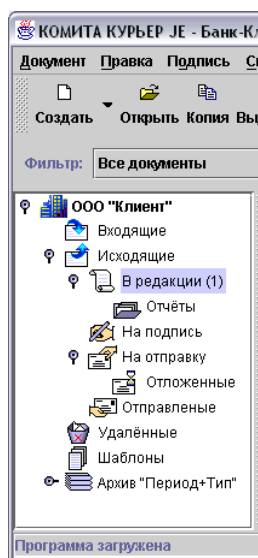 КОМИТА КУРЬЕР JE - Банк-Кл
Документ Правка Подпись
Создать Открыть Копия
Фильтр: Все документы
ООО "Клиент"
Входящие
Исходящие
В редакции (1)
Отчёты
На подпись
На отправку
Отложенные
Отправленые
Удалённые
Шаблоны
Архив "Период+Тип"
Программа загружена